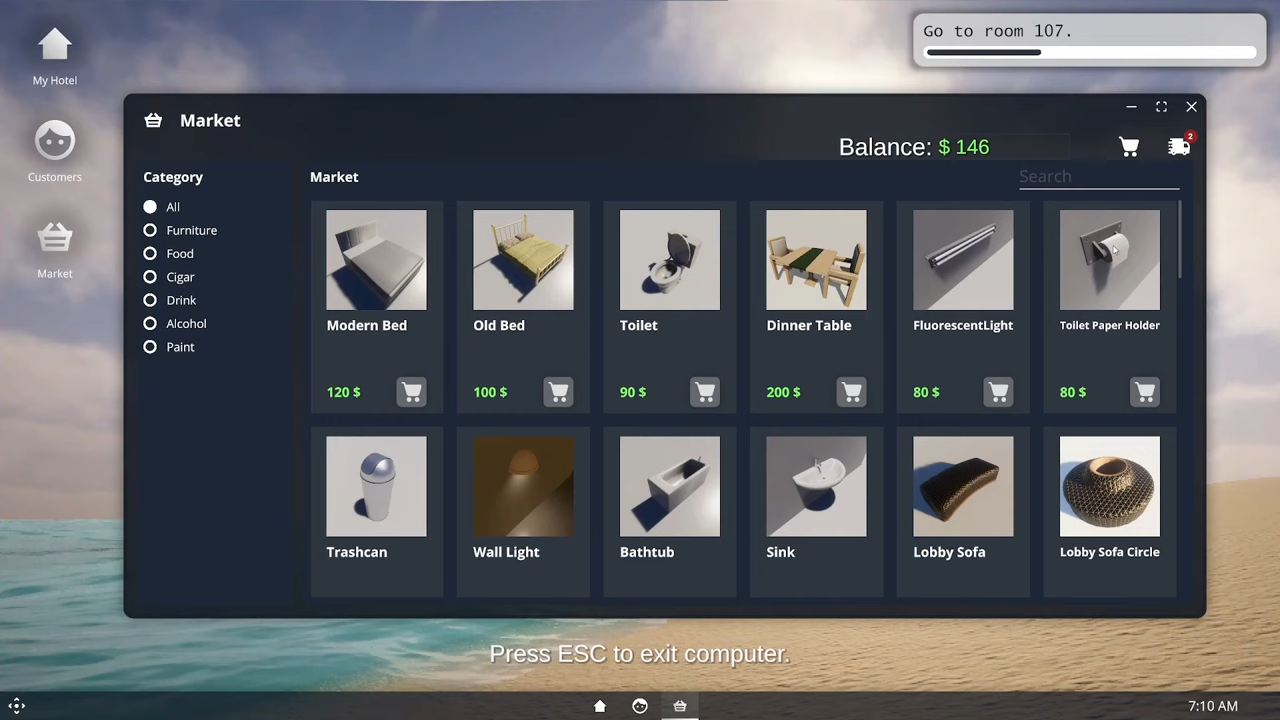 Go to room 107.
My Hotel
Customers
Market
Market
Balance: $ 146
2
Category
All
Furniture
Food
Cigar
Drink
Alcohol
Paint
Market
Search
Modern Bed
Old Bed
Toilet
Dinner Table
FluorescentLight
Toilet Paper Holder
120 $
100 $
90 $
200 $
80 $
80 $
Trashcan
Wall Light
Bathtub
Sink
Lobby Sofa
Lobby Sofa Circle
Press ESC to exit computer.
7:10 AM